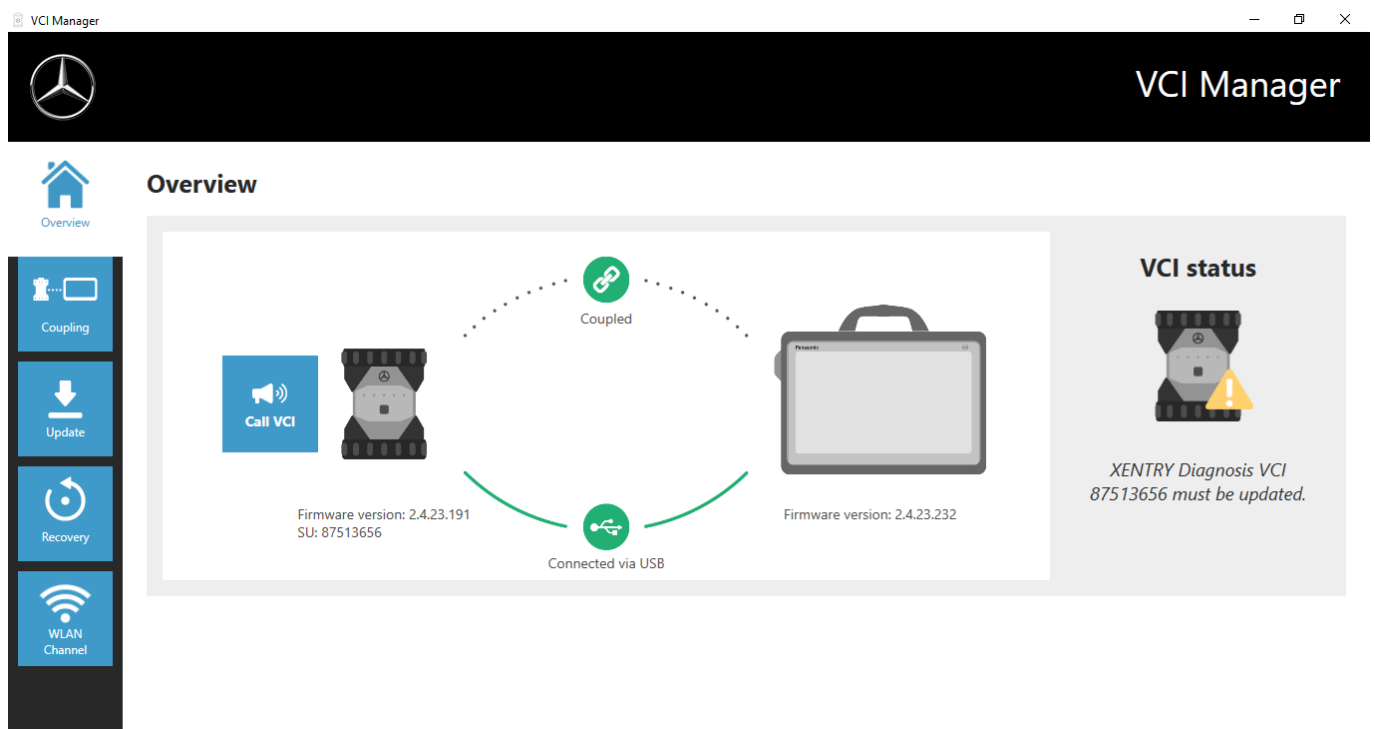 VCI Manager
VCI Manager
Overview
Overview
Coupling
Update
Recovery
WLAN
Channel
Coupled
Call VCI
Panasonic
Firmware version: 2.4.23.191
SU: 87513656
Connected via USB
Firmware version: 2.4.23.232
VCI status
XENTRY Diagnosis VCI
87513656 must be updated.